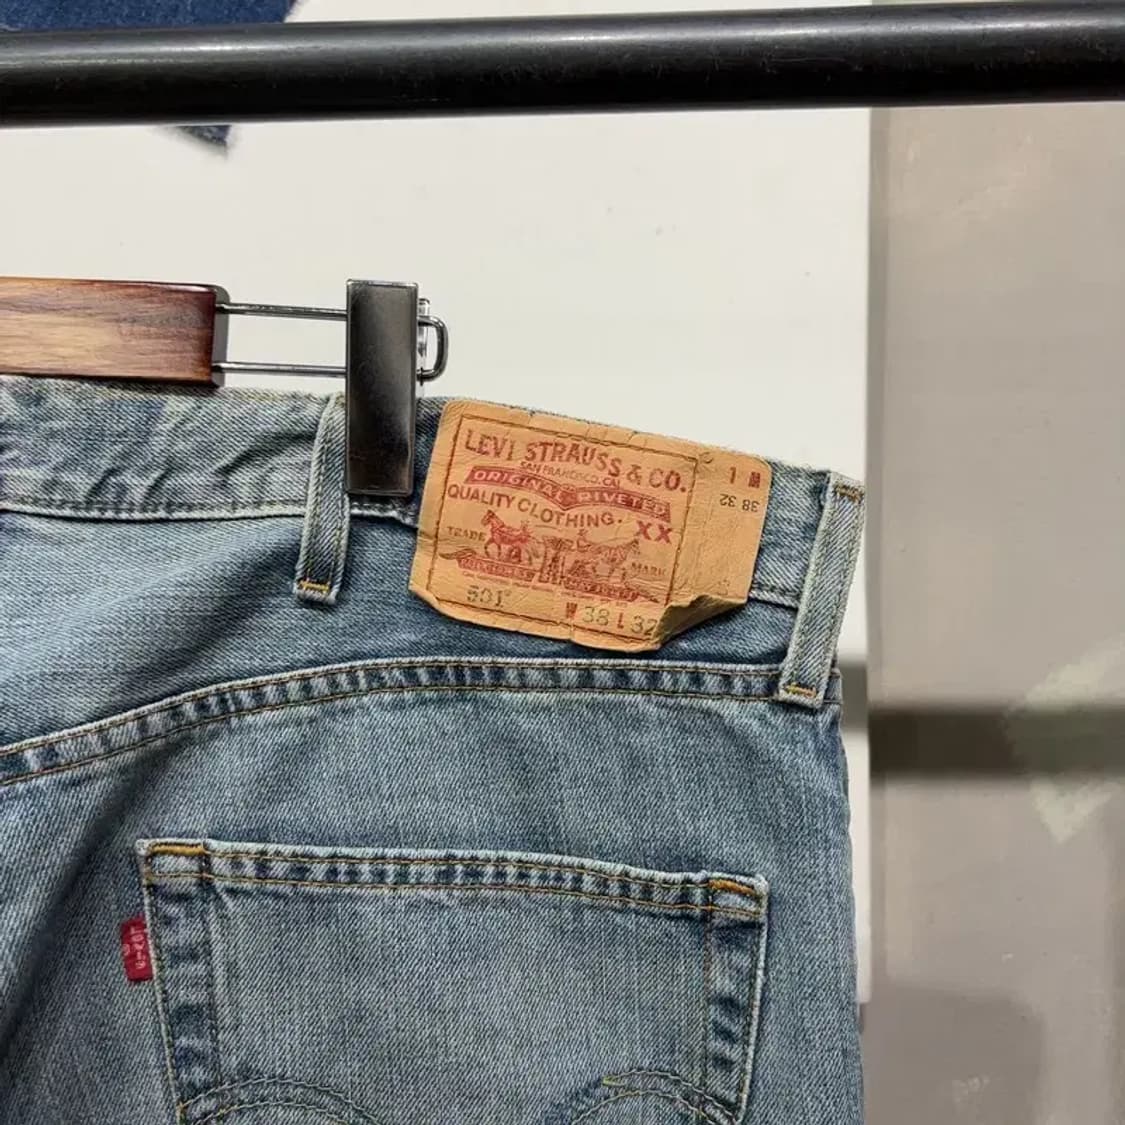 LEVI STRAUSS & CO.
SAN FRANCISCO, CAL
ORIGINAL RIVETED
QUALITY CLOTHING.
XX
TRADE
MARK
501
W 38 L 32
W L
38 32
Levi's